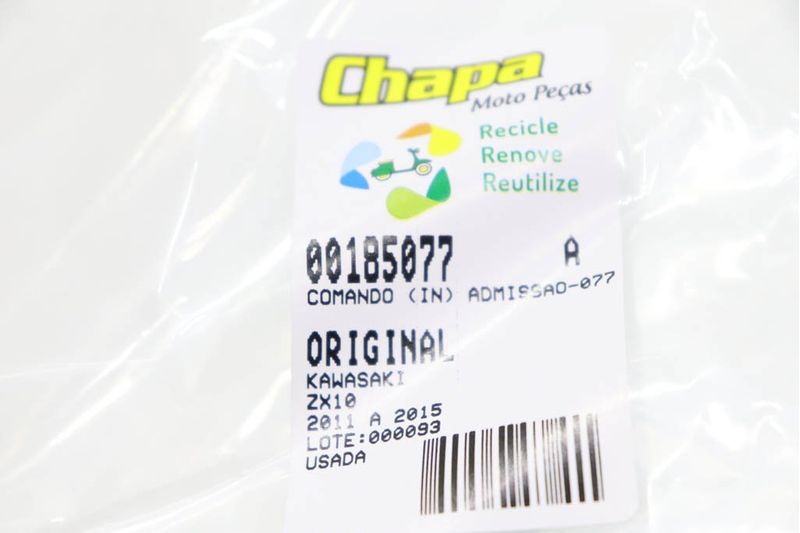 Chapa
Moto Peças
Recicle
Renove
Reutilize
00185077 A
COMANDO (IN) ADMISSAO-077
ORIGINAL
KAWASAKI
ZX10
2011 A 2015
LOTE:000093
USADA